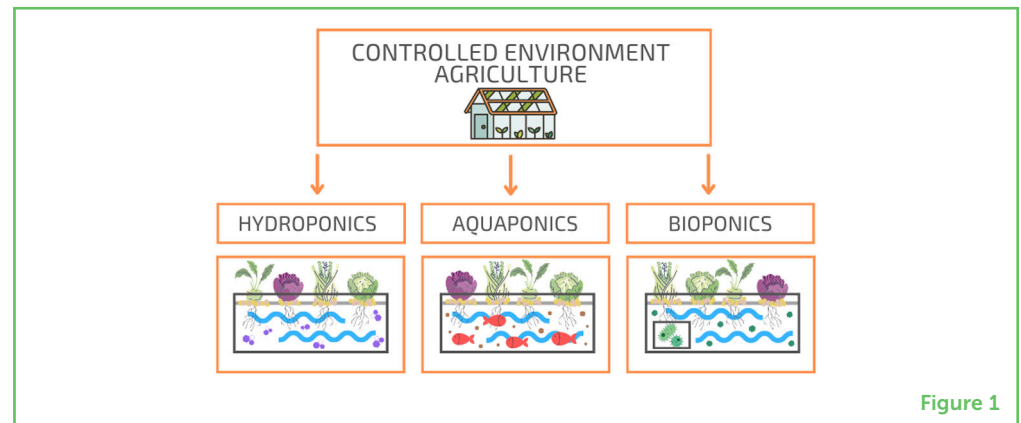 CONTROLLED ENVIRONMENT
AGRICULTURE
HYDROPONICS
AQUAPONICS
BIOPONICS
Figure 1